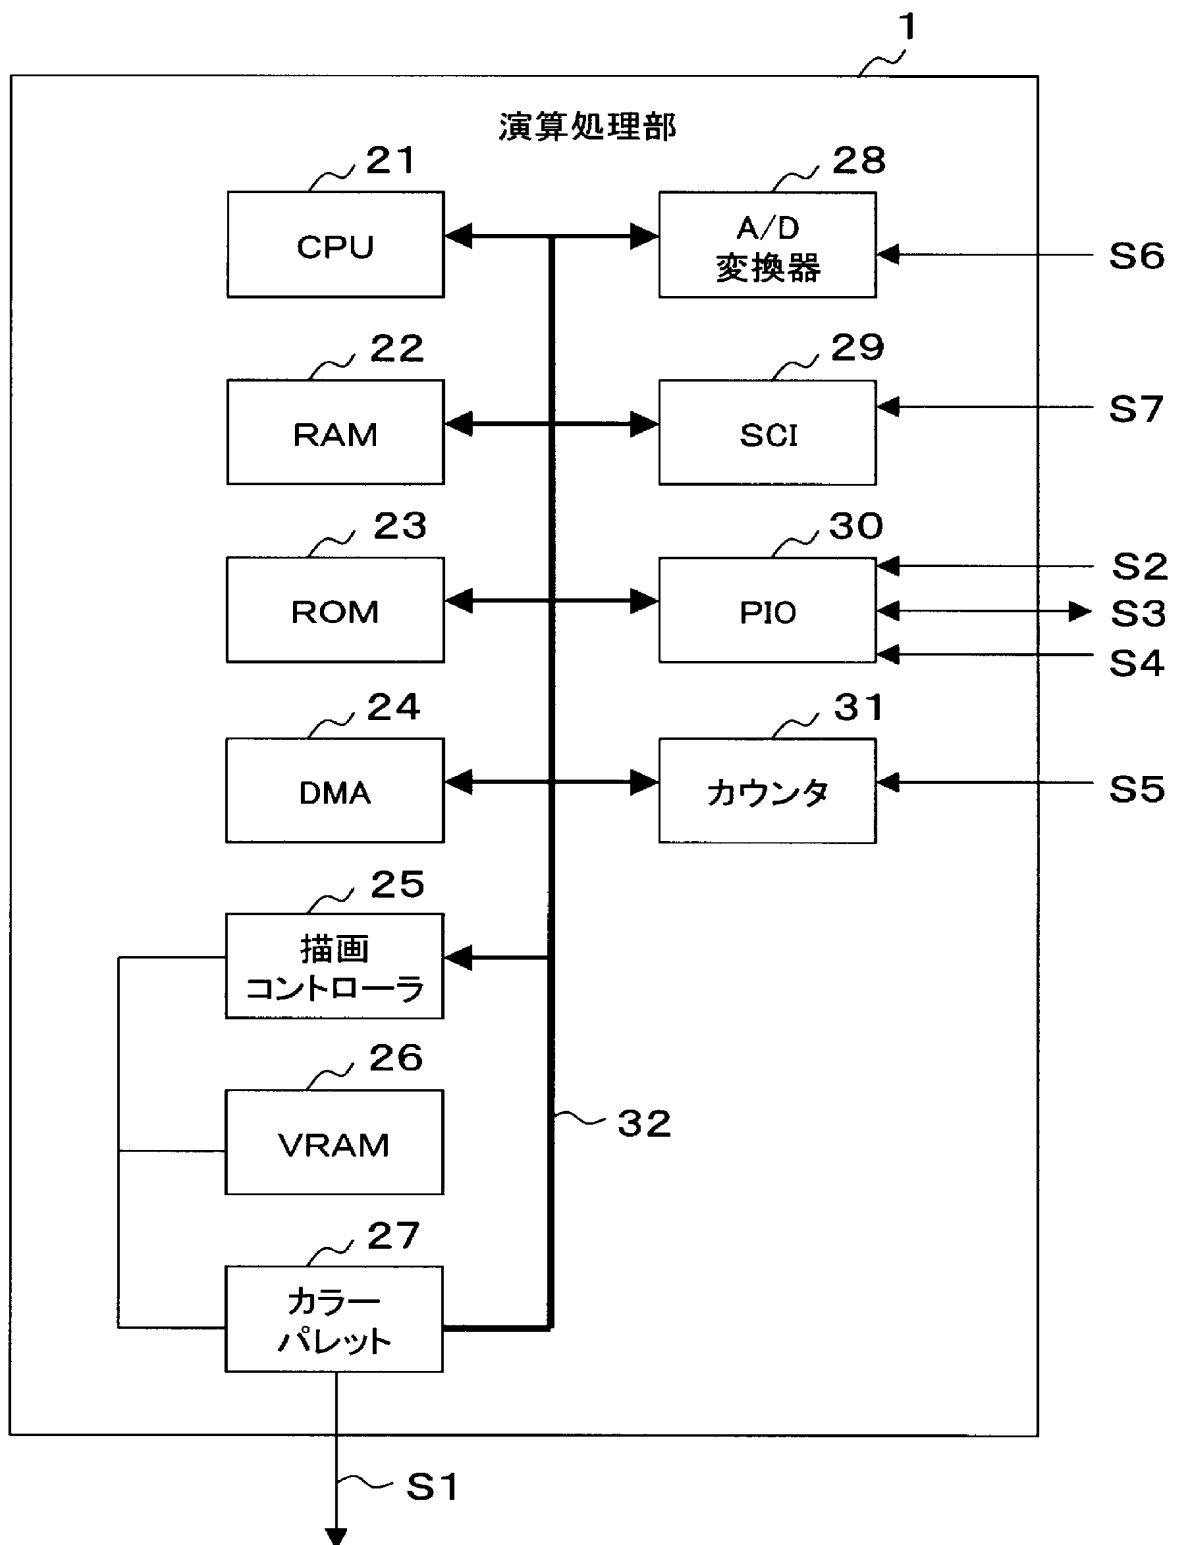 1
演算処理部
21
CPU
28
A/D
変換器
S6
22
RAM
29
SCI
S7
23
ROM
30
PIO
S2
S3
S4
24
DMA
31
カウンタ
S5
25
描画
コントローラ
26
VRAM
32
27
カラー
パレット
S1